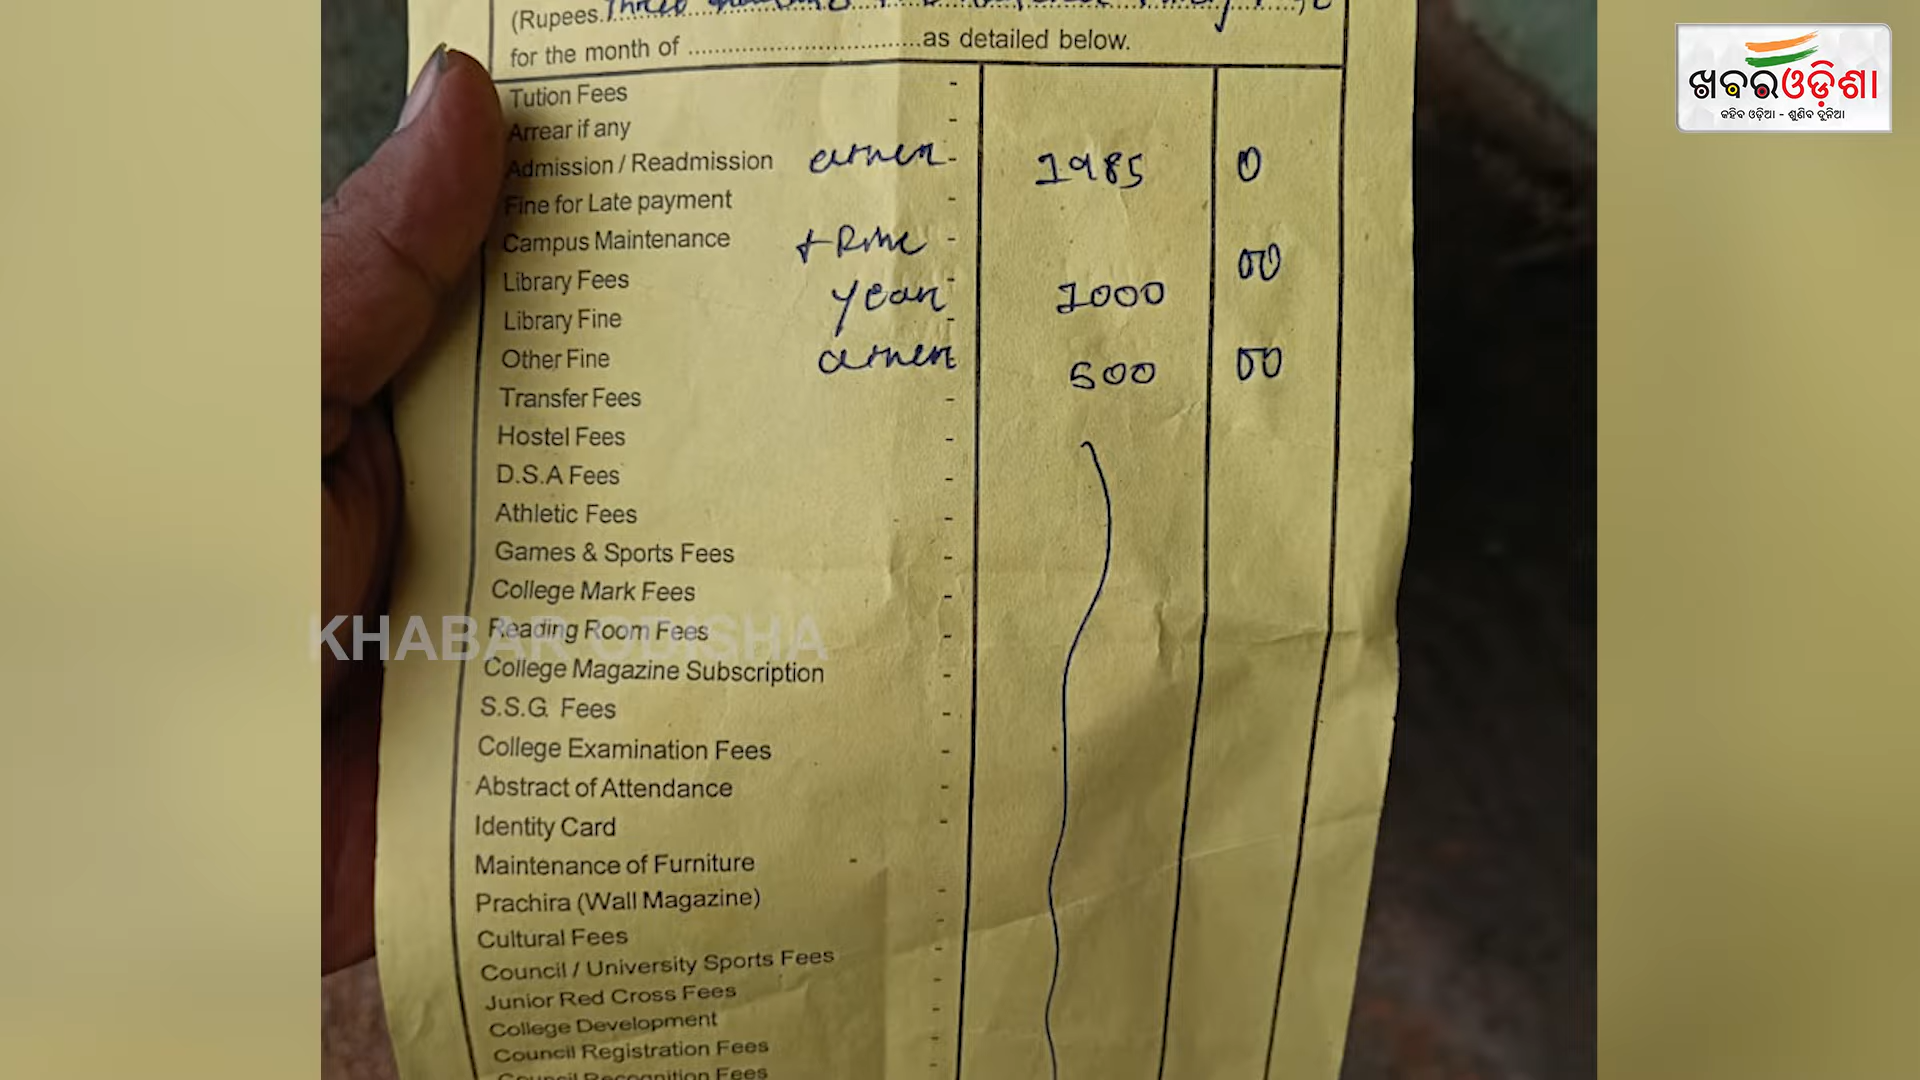 (Rupees Three
for the month of ..................................as detailed below.
Tution Fees -
Arrear if any -
Admission / Readmission - 1985 0
Fine for Late payment -
Campus Maintenance -
Library Fees - 00
year 1000
Library Fine -
Other Fine 500 00
Transfer Fees -
Hostel Fees -
D.S.A Fees -
Athletic Fees -
Games & Sports Fees -
College Mark Fees -
Reading Room Fees -
College Magazine Subscription -
S.S.G. Fees -
College Examination Fees -
Abstract of Attendance -
Identity Card -
Maintenance of Furniture -
Prachira (Wall Magazine) -
Cultural Fees -
Council / University Sports Fees -
Junior Red Cross Fees -
College Development -
Council Registration Fees -
Council Recognition Fees
KHABAR ODISHA
ଖବରଓଡ଼ିଶା
କହିବ ଓଡ଼ିଆ - ଶୁଣିବ ଦୁନିଆ